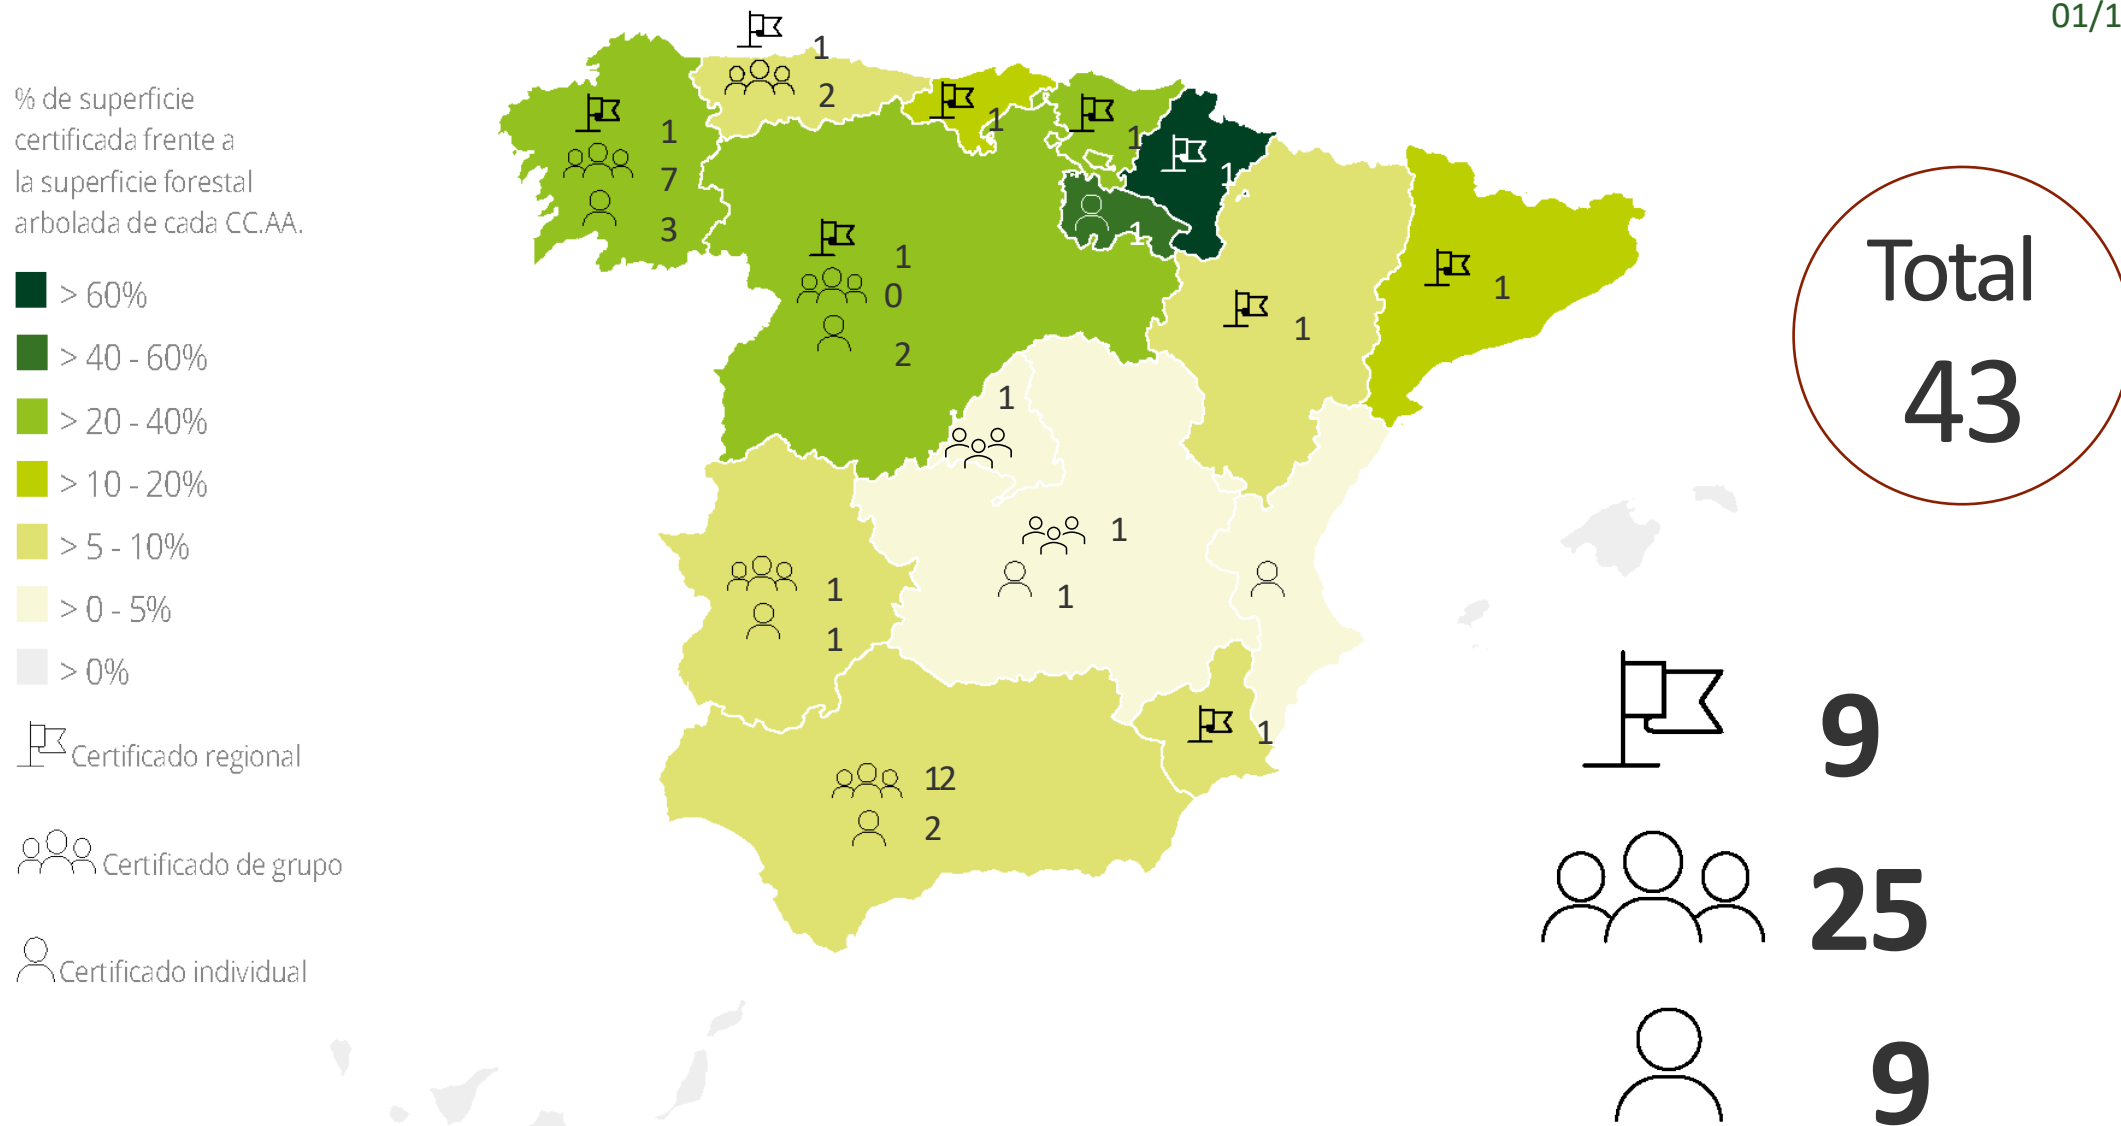 01/1
% de superficie
certificada frente a
la superficie forestal
arbolada de cada CC.AA.
> 60%
> 40 - 60%
> 20 - 40%
> 10 - 20%
> 5 - 10%
> 0 - 5%
> 0%
Certificado regional
Certificado de grupo
Certificado individual
1
2
1
7
3
1
1
1
1
1
0
2
1
1
1
1
1
1
1
1
12
2
Total
43
9
25
9